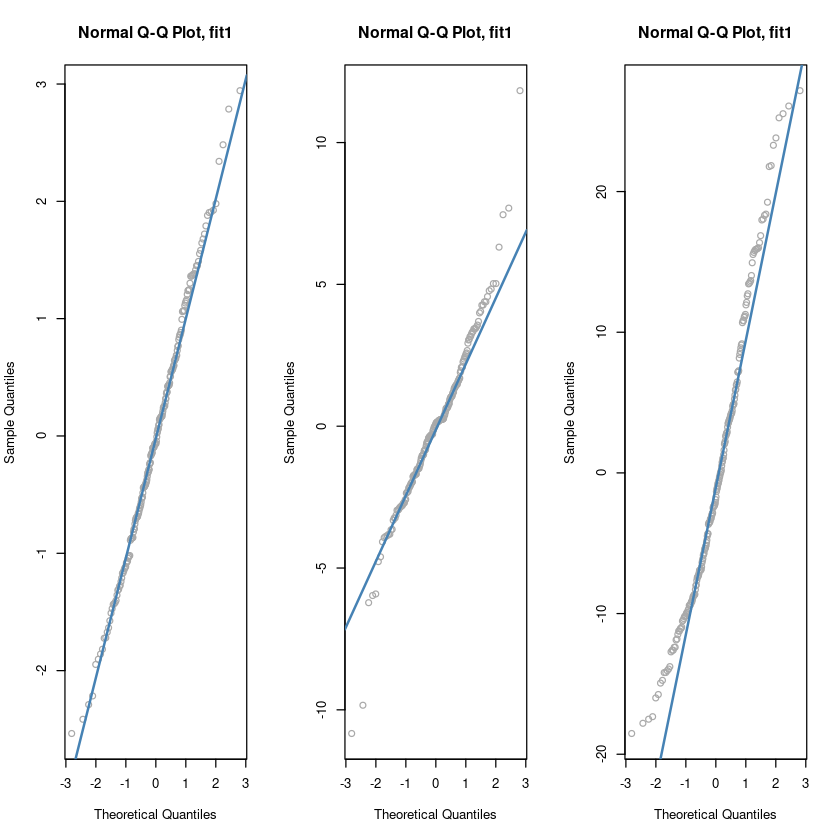 Normal Q-Q Plot, fit1
3
2
1
0
-1
-2
Sample Quantiles
-3 -2 -1 0 1 2 3
Theoretical Quantiles
Normal Q-Q Plot, fit1
10
5
0
-5
-10
Sample Quantiles
-3 -2 -1 0 1 2 3
Theoretical Quantiles
Normal Q-Q Plot, fit1
20
10
0
-10
-20
Sample Quantiles
-3 -2 -1 0 1 2 3
Theoretical Quantiles